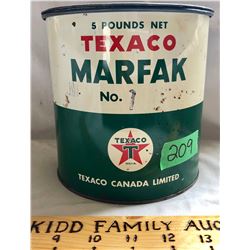 5 POUNDS NET
TEXACO
MARFAK
No. 1
TEXACO
T
209
TEXACO CANADA LIMITED
KIDD FAMILY AUC
9 10 11 12 13